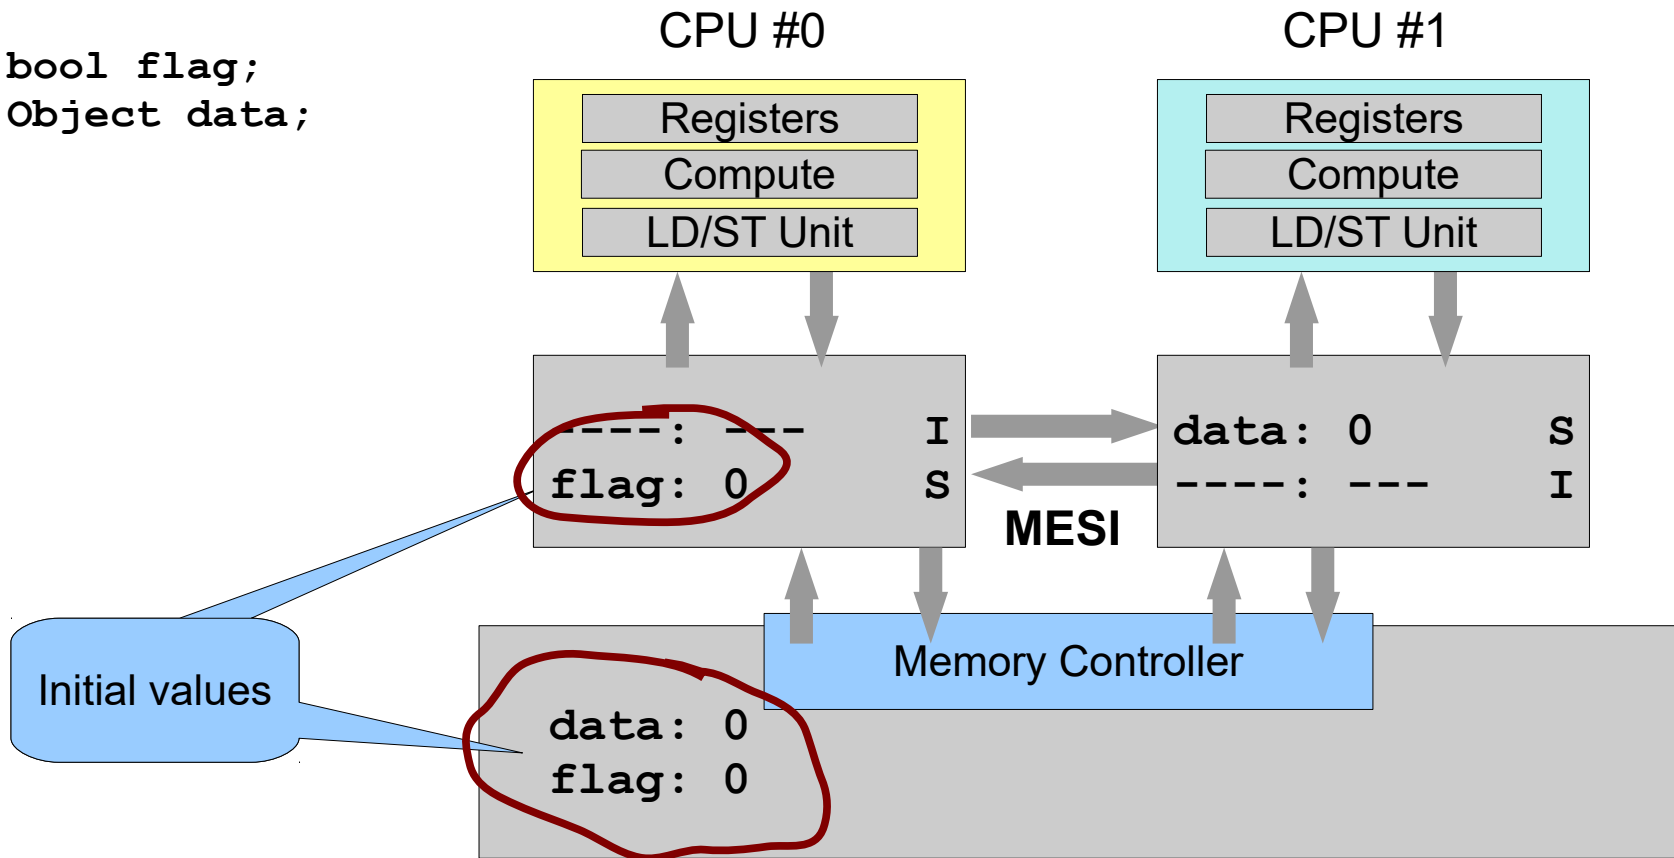 bool flag;
Object data;
CPU #0
Registers
Compute
LD/ST Unit
CPU #1
Registers
Compute
LD/ST Unit
----: --- I
flag: 0 S
MESI
data: 0 S
----: --- I
Initial values
Memory Controller
data: 0
flag: 0